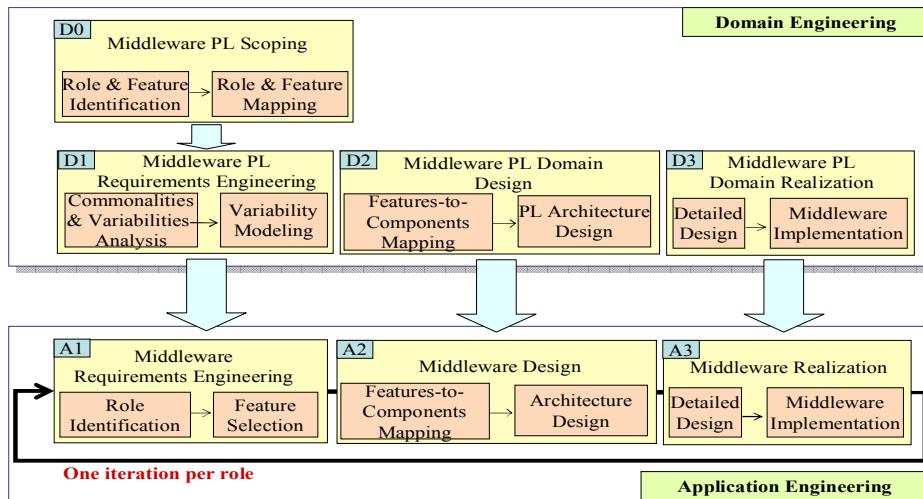 Domain Engineering
D0
Middleware PL Scoping
Role & Feature
Identification
Role & Feature
Mapping
D1
Middleware PL
Requirements Engineering
Commonalities
& Variabilities
Analysis
Variability
Modeling
D2
Middleware PL Domain
Design
Features-to-
Components
Mapping
PL Architecture
Design
D3
Middleware PL
Domain Realization
Detailed
Design
Middleware
Implementation
A1
Middleware
Requirements Engineering
Role
Identification
Feature
Selection
A2
Middleware Design
Features-to-
Components
Mapping
Architecture
Design
A3
Middleware Realization
Detailed
Design
Middleware
Implementation
One iteration per role
Application Engineering